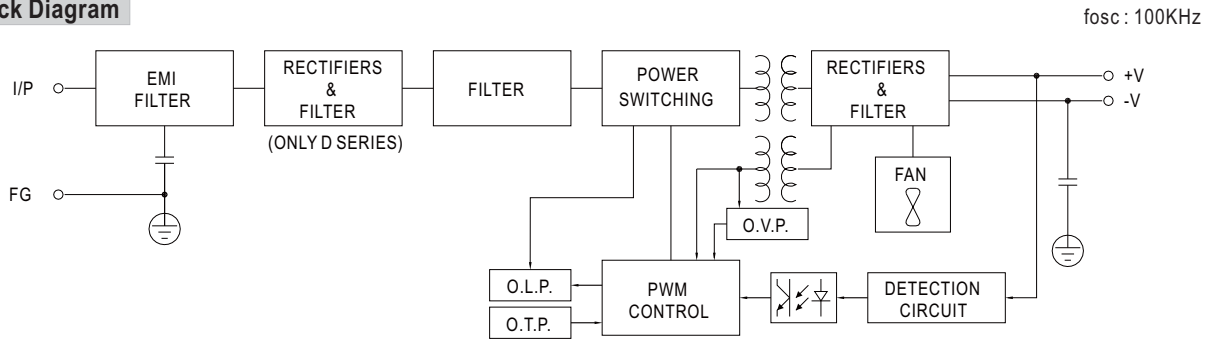 ck Diagram
fosc : 100KHz
I/P
EMI
FILTER
RECTIFIERS
&
FILTER
(ONLY D SERIES)
FILTER
POWER
SWITCHING
RECTIFIERS
&
FILTER
+V
-V
FG
FAN
O.V.P.
O.L.P.
O.T.P.
PWM
CONTROL
DETECTION
CIRCUIT